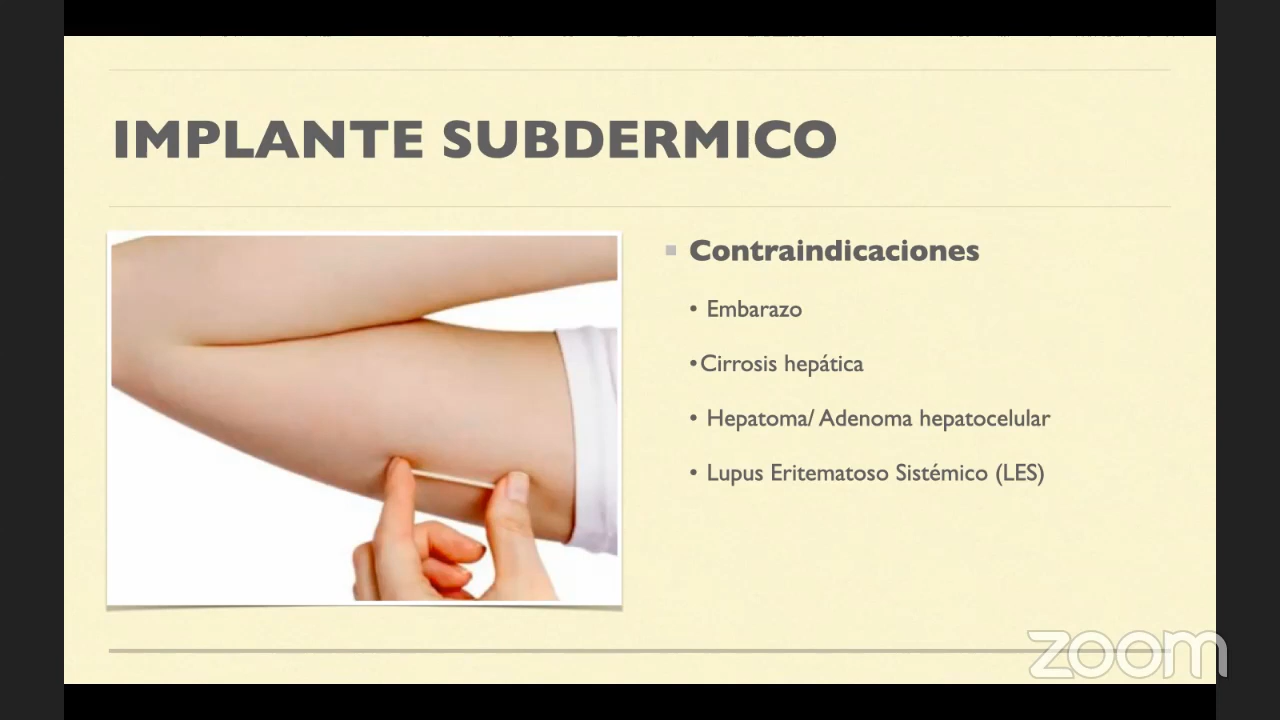 IMPLANTE SUBDERMICO
Contraindicaciones
• Embarazo
•Cirrosis hepática
• Hepatoma/ Adenoma hepatocelular
• Lupus Eritematoso Sistémico (LES)
zoom